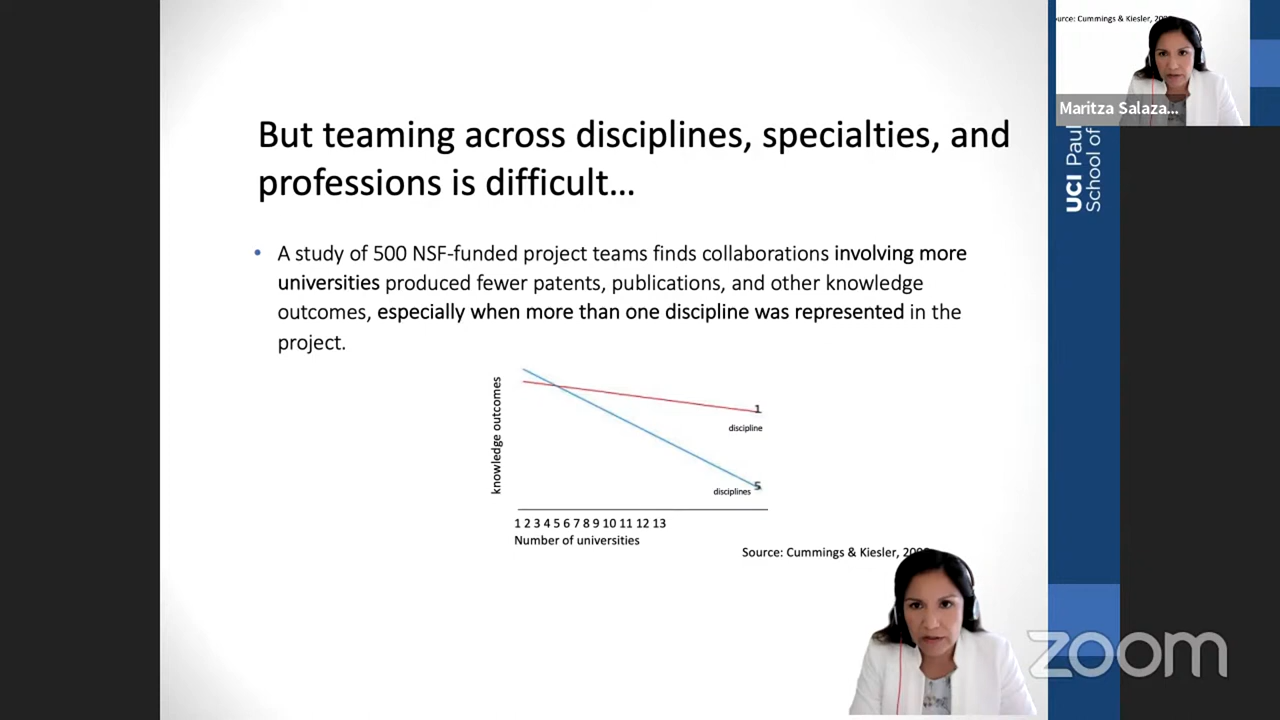 But teaming across disciplines, specialties, and
professions is difficult…
• A study of 500 NSF-funded project teams finds collaborations involving more
universities produced fewer patents, publications, and other knowledge
outcomes, especially when more than one discipline was represented in the
project.
knowledge outcomes
1
discipline
5
disciplines
1 2 3 4 5 6 7 8 9 10 11 12 13
Number of universities
Source: Cummings & Kiesler,
Cummings & Kiesler,
Maritza Salaza...
UCI Paul
School of
zoom